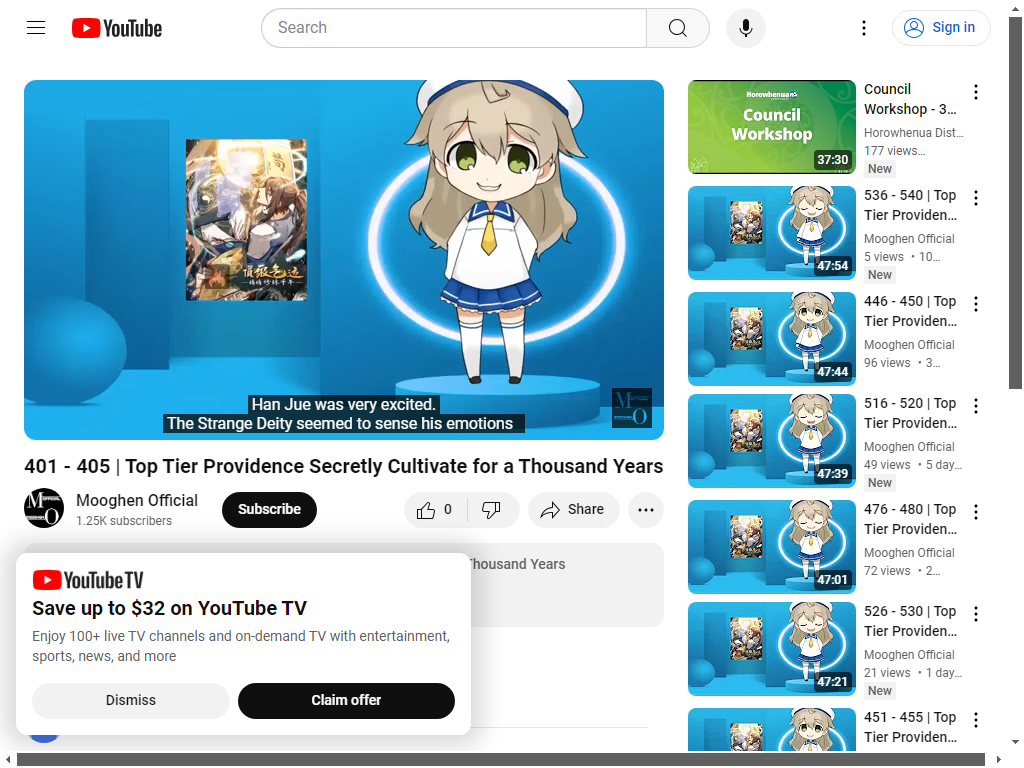 YouTube
Search
Sign in
Han Jue was very excited.
The Strange Deity seemed to sense his emotions
401 - 405 | Top Tier Providence Secretly Cultivate for a Thousand Years
Mooghen Official
1.25K subscribers
Subscribe
0
Share
Thousand Years
YouTube TV
Save up to $32 on YouTube TV
Enjoy 100+ live TV channels and on-demand TV with entertainment,
sports, news, and more
Dismiss
Claim offer
Horowhenua
Council
Workshop
37:30
Council
Workshop - 3...
Horowhenua Dist...
177 views...
New
47:54
536 - 540 | Top
Tier Providen...
Mooghen Official
5 views • 10...
New
47:44
446 - 450 | Top
Tier Providen...
Mooghen Official
96 views • 3...
47:39
516 - 520 | Top
Tier Providen...
Mooghen Official
49 views • 5 day...
New
47:01
476 - 480 | Top
Tier Providen...
Mooghen Official
72 views • 2...
47:21
526 - 530 | Top
Tier Providen...
Mooghen Official
21 views • 1 day...
New
451 - 455 | Top
Tier Providen...